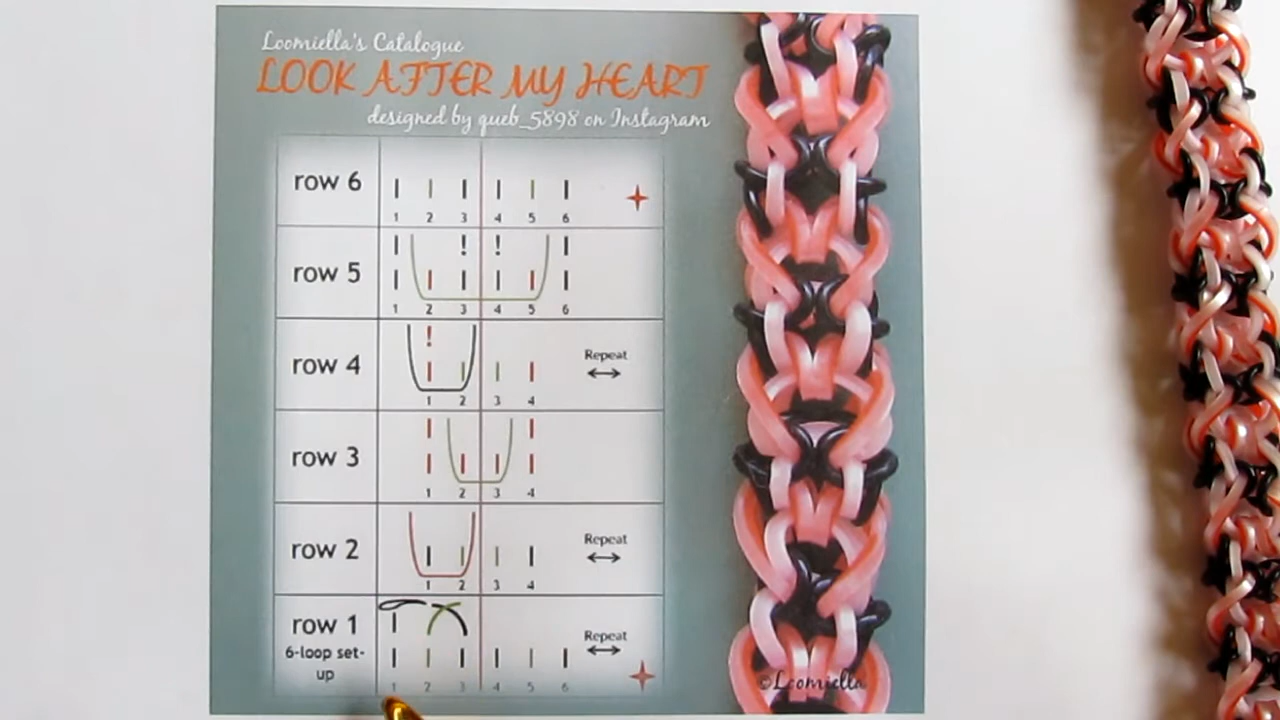 Loomiella's Catalogue
LOOK AFTER MY HEART
designed by queb_5898 on Instagram
row 6
1 2 3 4 5 6
! !
row 5
1 2 3 4 5 6
!
row 4
Repeat
1 2 3 4
row 3
1 2 3 4
row 2
Repeat
1 2 3 4
row 1
Repeat
6-loop set-
up
1 2 3 4 5 6
©Loomiella